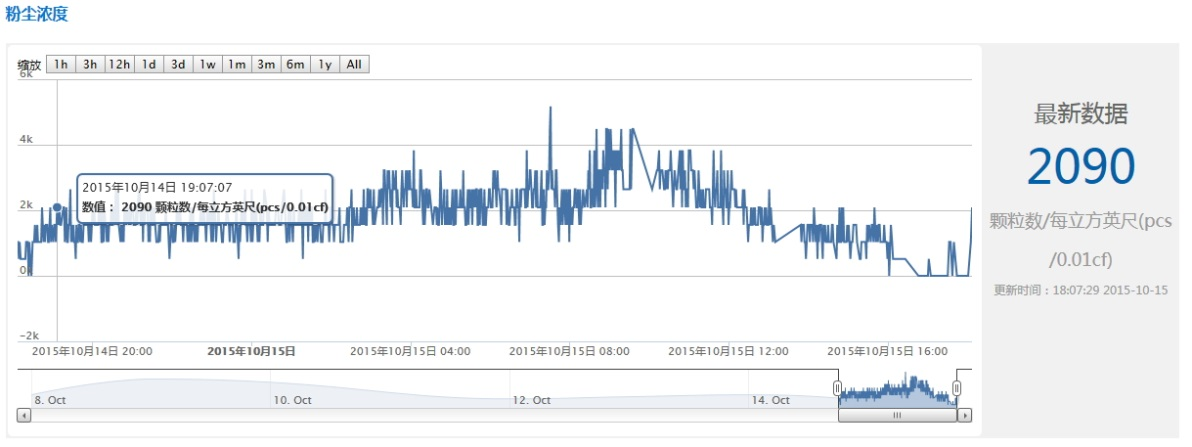 粉尘浓度
缩放 1h 3h 12h 1d 3d 1w 1m 3m 6m 1y All
6k
4k
2015年10月14日 19:07:07
数值： 2090 颗粒数/每立方英尺(pcs/0.01cf)
2k
0
-2k
2015年10月14日 20:00 2015年10月15日 2015年10月15日 04:00 2015年10月15日 08:00 2015年10月15日 12:00 2015年10月15日 16:00
8. Oct 10. Oct 12. Oct 14. Oct
最新数据
2090
颗粒数/每立方英尺(pcs
/0.01cf)
更新时间：18:07:29 2015-10-15